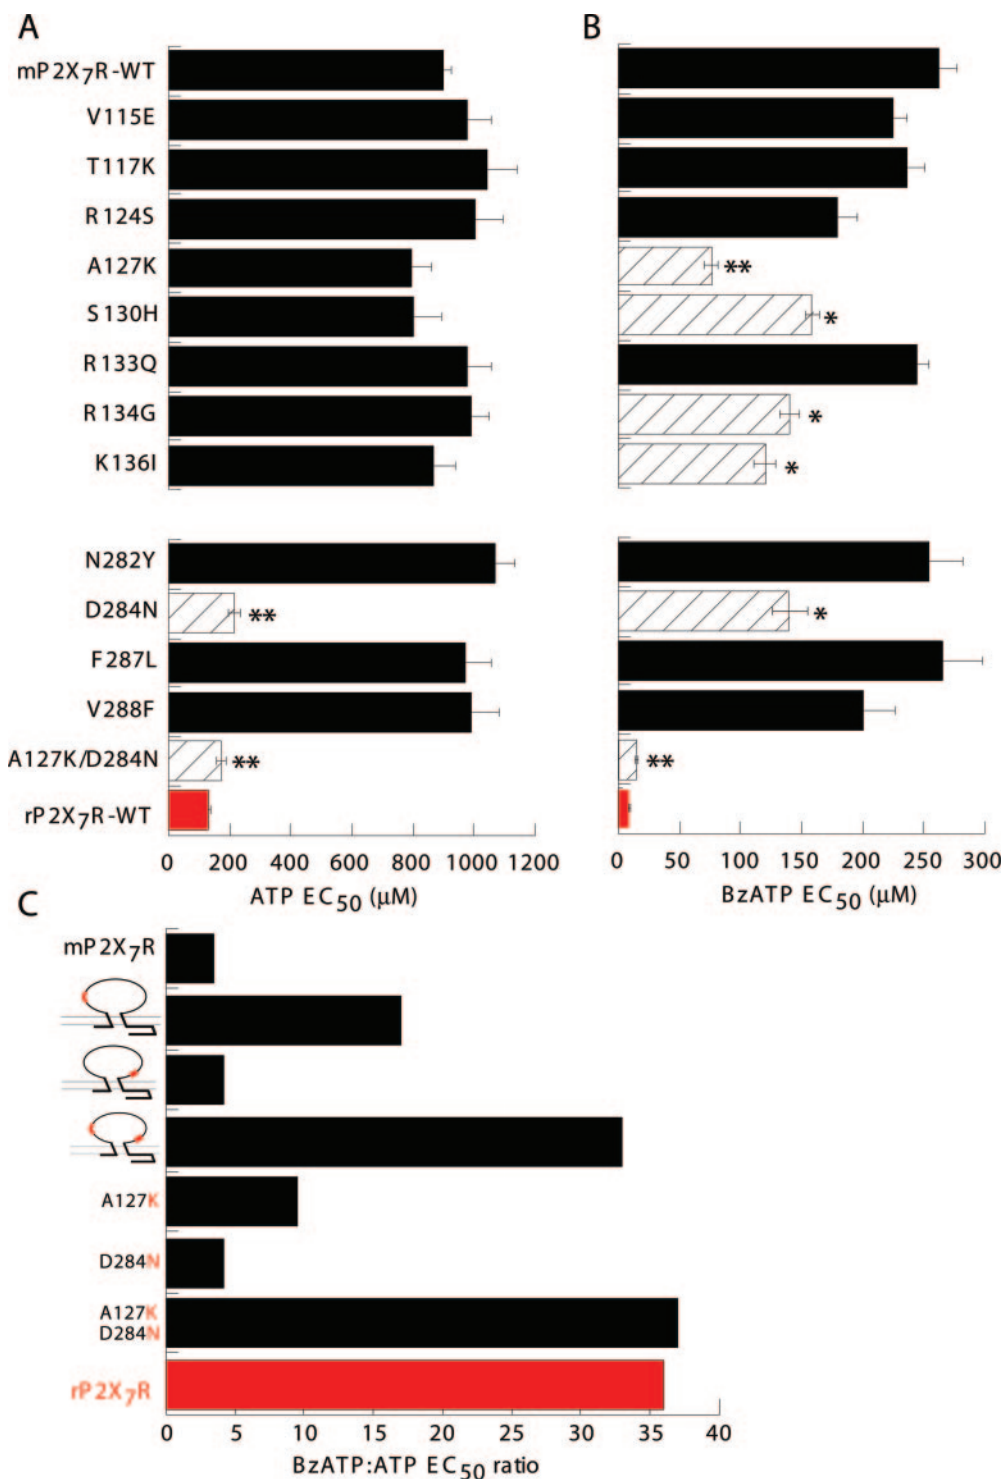 A
B
mP2X7R-WT
V115E
T117K
R124S
A127K
**
S130H
*
R133Q
R134G
*
K136I
*
N282Y
D284N
**
*
F287L
V288F
A127K/D284N
**
**
rP2X7R-WT
0 200 400 600 800 1000 1200
0 50 100 150 200 250 300
ATP EC50 (μM)
BzATP EC50 (μM)
C
mP2X7R
A127K
D284N
A127K
D284N
rP2X7R
0 5 10 15 20 25 30 35 40
BzATP:ATP EC50 ratio